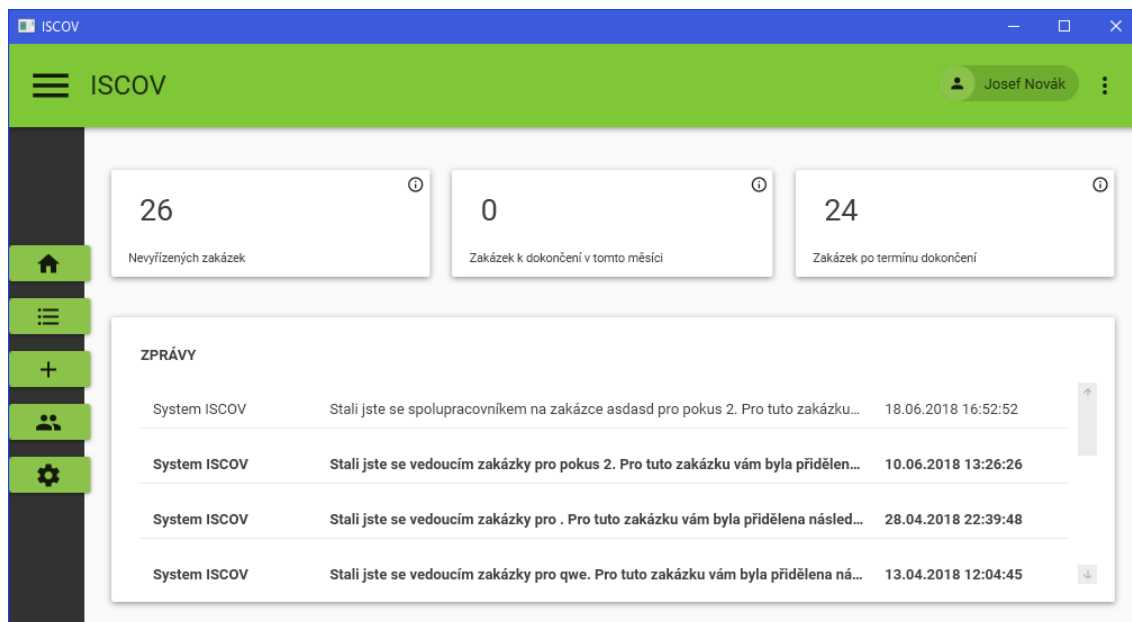 ISCOV
ISCOV
Josef Novák
26
0
24
Nevyřízených zakázek
Zakázek k dokončení v tomto měsíci
Zakázek po termínu dokončení
ZPRÁVY
System ISCOV Stali jste se spolupracovníkem na zakázce asdasd pro pokus 2. Pro tuto zakázku... 18.06.2018 16:52:52
System ISCOV Stali jste se vedoucím zakázky pro pokus 2. Pro tuto zakázku vám byla přidělen... 10.06.2018 13:26:26
System ISCOV Stali jste se vedoucím zakázky pro . Pro tuto zakázku vám byla přidělena násled... 28.04.2018 22:39:48
System ISCOV Stali jste se vedoucím zakázky pro qwe. Pro tuto zakázku vám byla přidělena ná... 13.04.2018 12:04:45